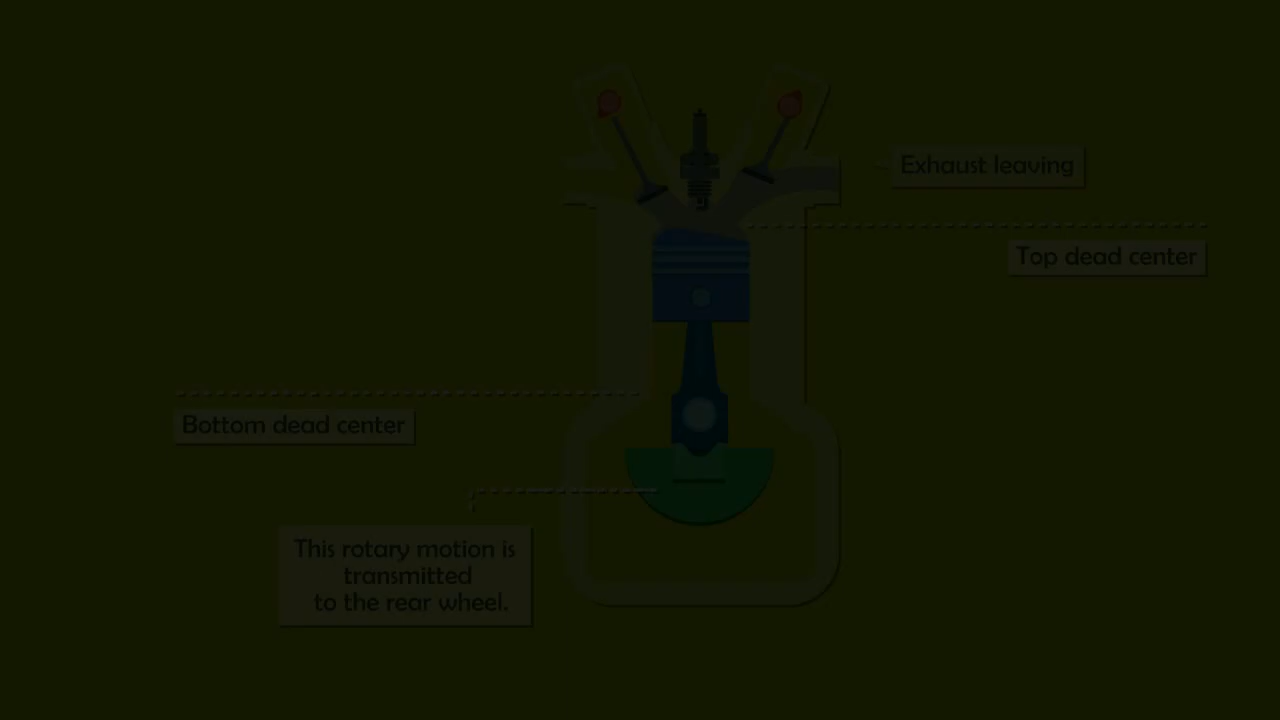 Exhaust leaving
Top dead center
Bottom dead center
This rotary motion is
transmitted
to the rear wheel.